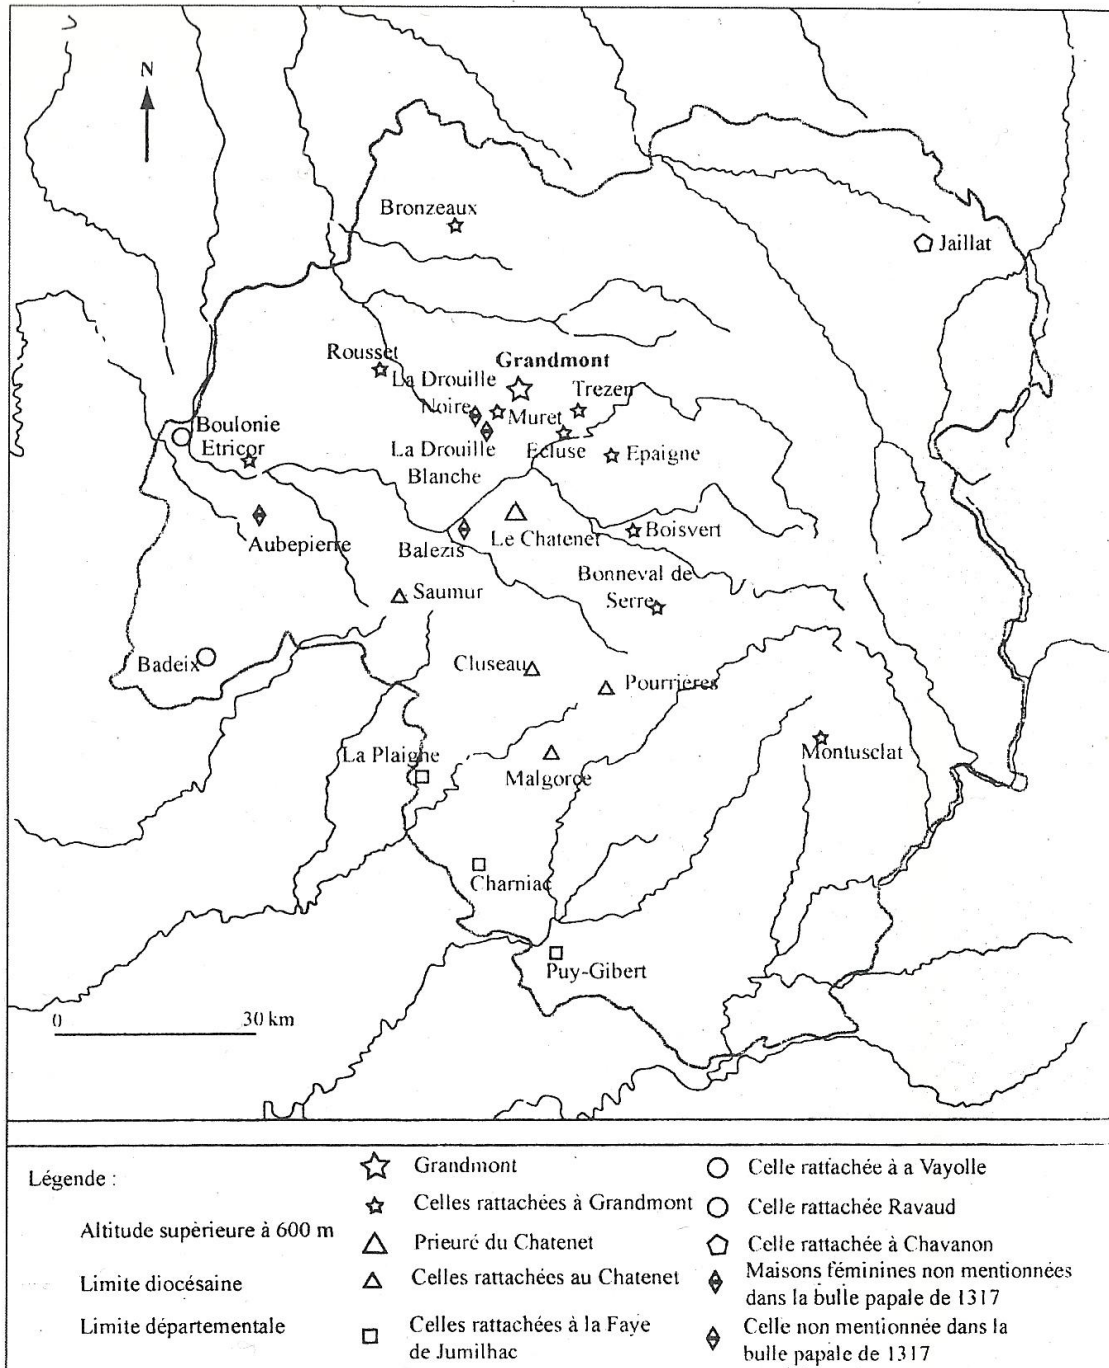 N
Bronzeaux
Jaillat
Rousset
Grandmont
La Drouille
Noire
Trezen
Muret
Boulonie
Etricor
La Drouille
Blanche
Ecluse
Epaigne
Aubepierre
Balezis
Le Chatenet
Boisvert
Saumur
Bonneval de
Serre
Badeix
Cluseau
Pourrières
La Plaigne
Malgorce
Montusclat
Charniac
Puy-Gibert
0 30 km
Légende :
Altitude supérieure à 600 m
Limite diocésaine
Limite départementale
Grandmont
Celles rattachées à Grandmont
Prieuré du Chatenet
Celles rattachées au Chatenet
Celles rattachées à la Faye
de Jumilhac
Celle rattachée à a Vayolle
Celle rattachée Ravaud
Celle rattachée à Chavanon
Maisons féminines non mentionnées
dans la bulle papale de 1317
Celle non mentionnée dans la
bulle papale de 1317